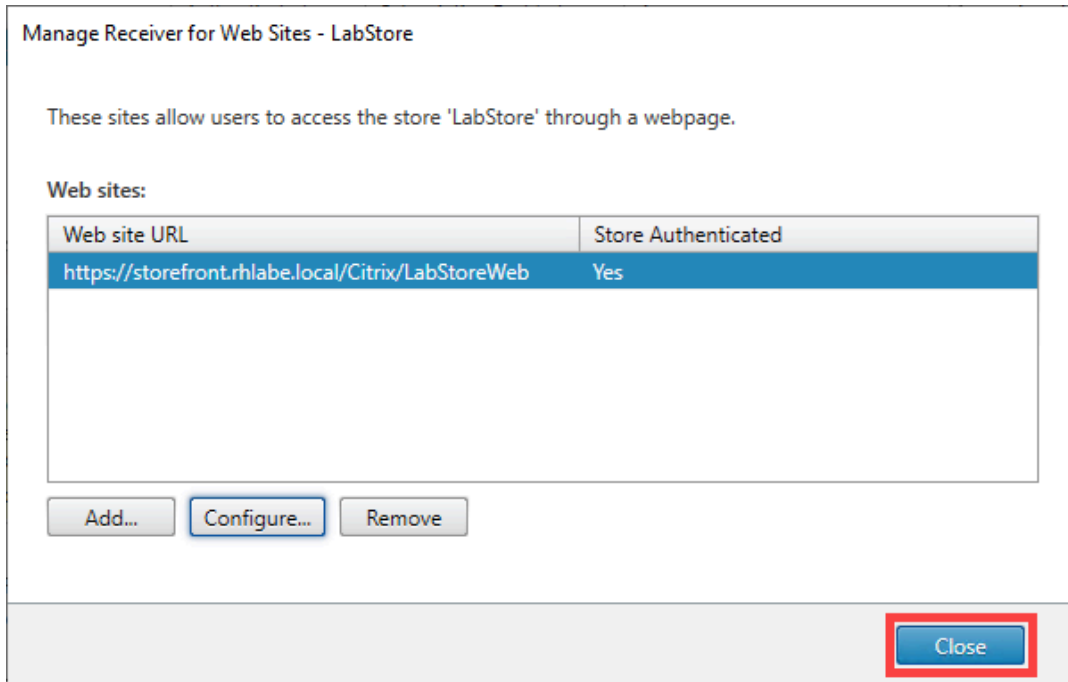 Manage Receiver for Web Sites - LabStore
These sites allow users to access the store 'LabStore' through a webpage.
Web sites:
Web site URL Store Authenticated
https://storefront.rhlabe.local/Citrix/LabStoreWeb Yes
Add... Configure... Remove
Close